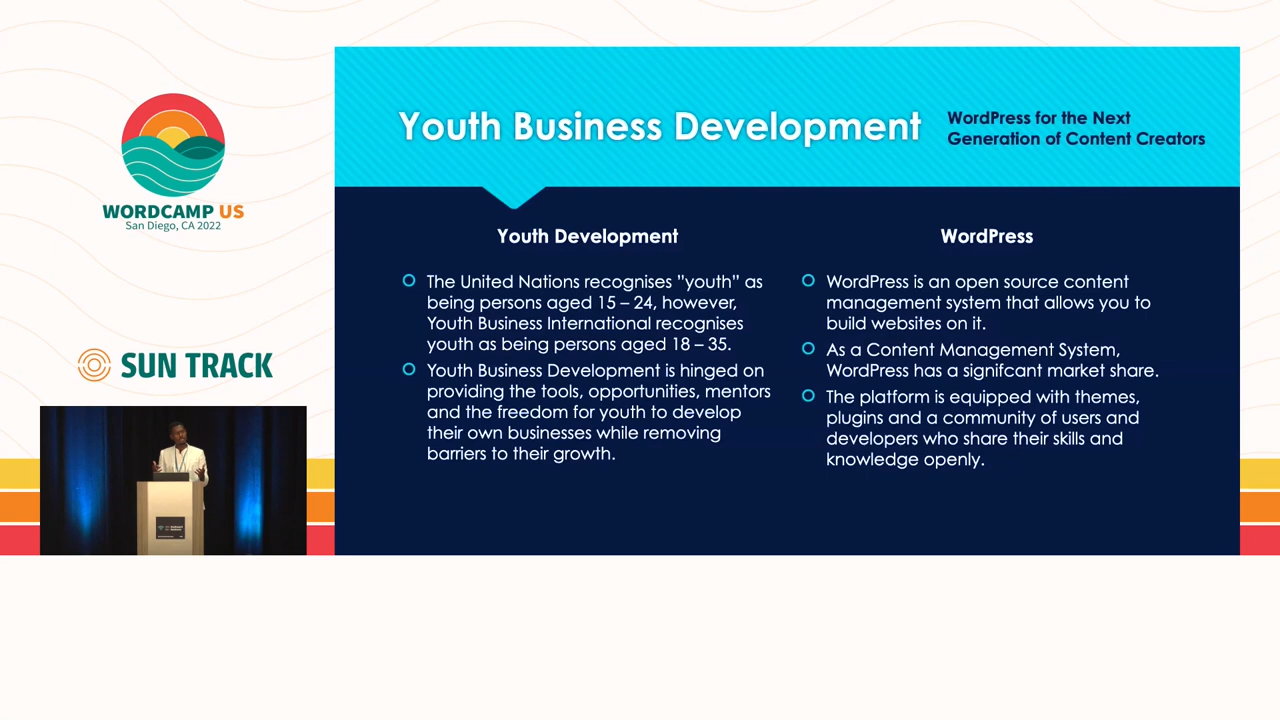 WORDCAMP US
San Diego, CA 2022
SUN TRACK
Youth Business Development
WordPress for the Next
Generation of Content Creators
Youth Development
The United Nations recognises ”youth” as
being persons aged 15 – 24, however,
Youth Business International recognises
youth as being persons aged 18 – 35.
Youth Business Development is hinged on
providing the tools, opportunities, mentors
and the freedom for youth to develop
their own businesses while removing
barriers to their growth.
WordPress
WordPress is an open source content
management system that allows you to
build websites on it.
As a Content Management System,
WordPress has a signifcant market share.
The platform is equipped with themes,
plugins and a community of users and
developers who share their skills and
knowledge openly.